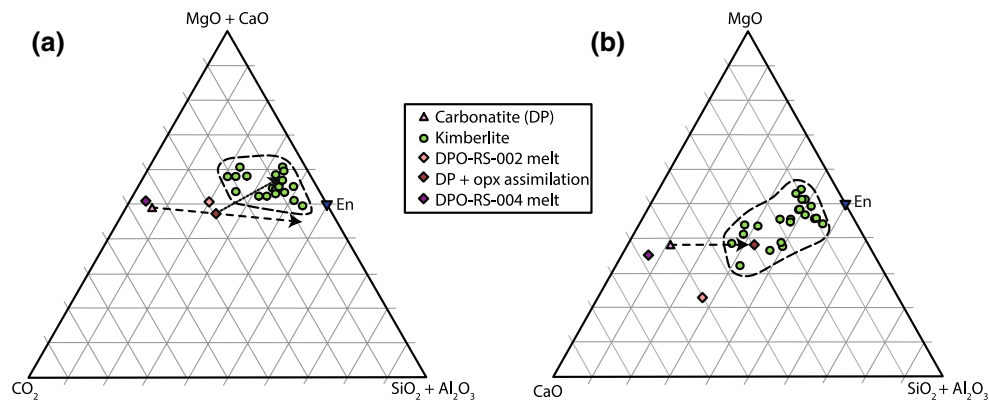 (a)
MgO + CaO
En
CO₂
SiO₂ + Al₂O₃
Carbonatite (DP)
Kimberlite
DPO-RS-002 melt
DP + opx assimilation
DPO-RS-004 melt
(b)
MgO
En
CaO
SiO₂ + Al₂O₃